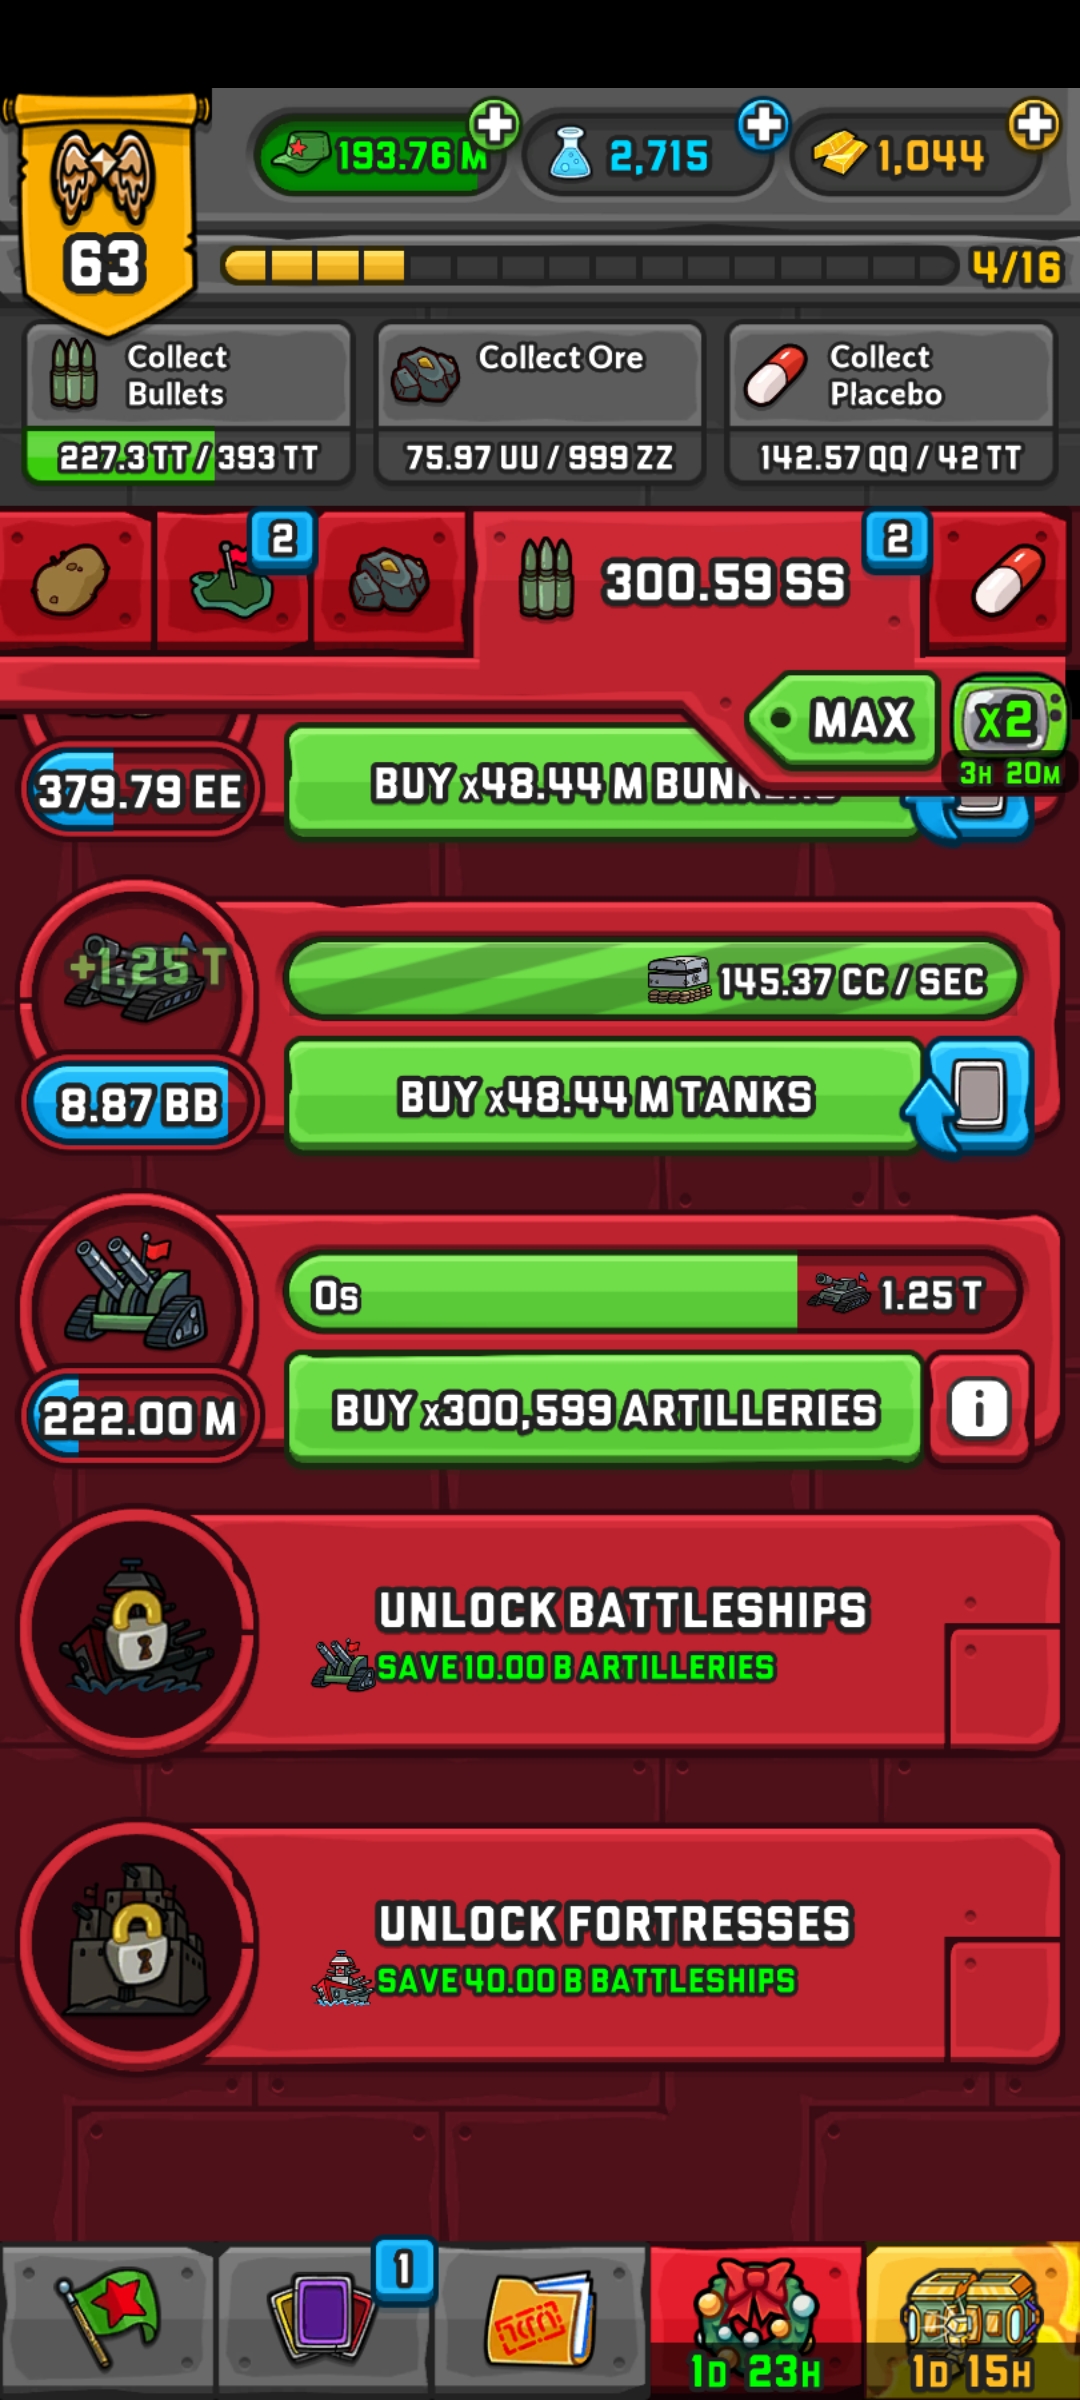 193.76 M
2,715
1,044
63
4/16
Collect
Bullets
Collect Ore
Collect
Placebo
227.3 TT / 393 TT
75.97 UU / 999 ZZ
142.57 QQ / 42 TT
2
300.59 SS
2
MAX
x2
3H 20M
379.79 EE
BUY x48.44 M BUNKERS
+1.25 T
145.37 CC / SEC
8.87 BB
BUY x48.44 M TANKS
0s
1.25 T
222.00 M
BUY x300,599 ARTILLERIES
i
UNLOCK BATTLESHIPS
SAVE 10.00 B ARTILLERIES
UNLOCK FORTRESSES
SAVE 40.00 B BATTLESHIPS
1
1D 23H
1D 15H